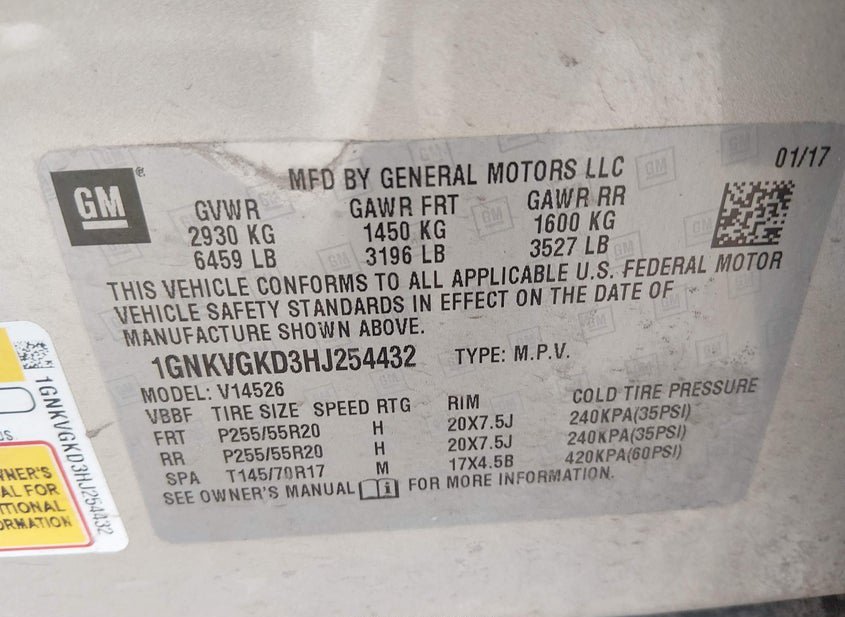 GM
MFD BY GENERAL MOTORS LLC
01/17
GVWR GAWR FRT GAWR RR
2930 KG 1450 KG 1600 KG
6459 LB 3196 LB 3527 LB
THIS VEHICLE CONFORMS TO ALL APPLICABLE U.S. FEDERAL MOTOR
VEHICLE SAFETY STANDARDS IN EFFECT ON THE DATE OF
MANUFACTURE SHOWN ABOVE.
1GNKVGKD3HJ254432 TYPE: M.P.V.
MODEL: V14526
VBBF TIRE SIZE SPEED RTG RIM COLD TIRE PRESSURE
FRT P255/55R20 H 20X7.5J 240KPA(35PSI)
RR P255/55R20 H 20X7.5J 240KPA(35PSI)
SPA T145/70R17 M 17X4.5B 420KPA(60PSI)
SEE OWNER'S MANUAL FOR MORE INFORMATION.
1GNKVGKD3HJ254432